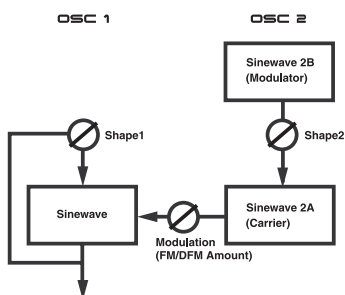 OSC 1
OSC 2
Sinewave 2B
(Modulator)
Shape1
Shape2
Sinewave
Sinewave 2A
(Carrier)
Modulation
(FM/DFM Amount)